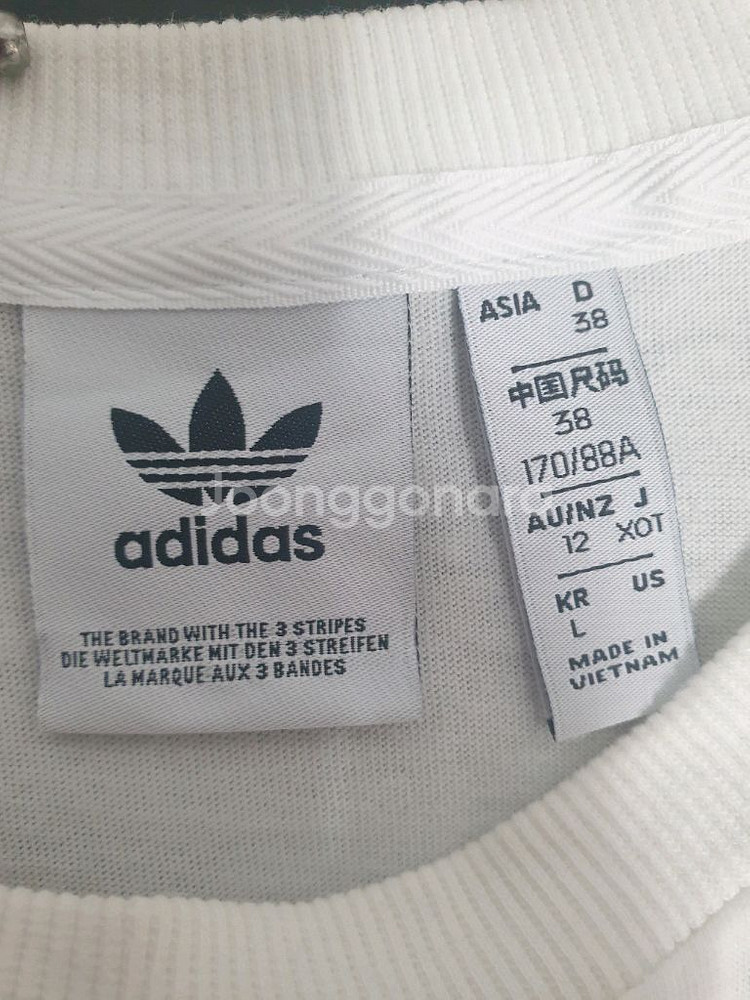 adidas
THE BRAND WITH THE 3 STRIPES
DIE WELTMARKE MIT DEN 3 STREIFEN
LA MARQUE AUX 3 BANDES
ASIA D
38
中国尺码
38
170/88A
AU/NZ J
12 XOT
KR US
L
MADE IN
VIETNAM
Joonggonara